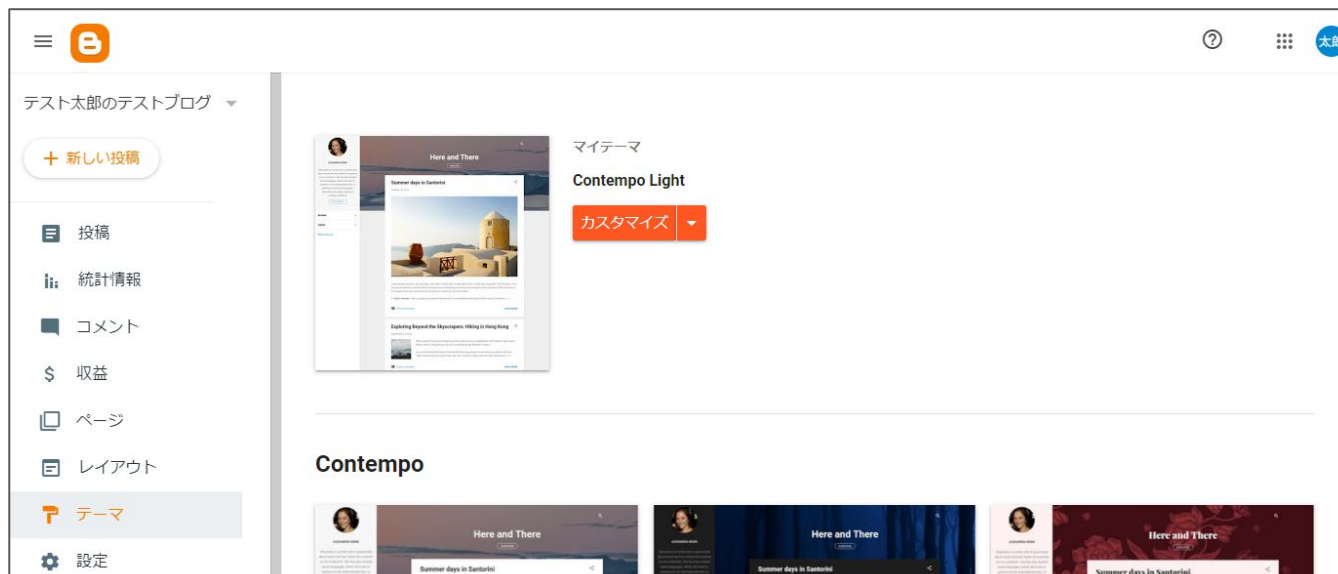 太郎
テスト太郎のテストブログ
+ 新しい投稿
投稿
統計情報
コメント
収益
ページ
レイアウト
テーマ
設定
Here and There
Summer days in Santorini
Exploring Beyond the Skyscrapers: Hiking in Hong Kong
マイテーマ
Contempo Light
カスタマイズ
Contempo
Here and There
Summer days in Santorini
Here and There
Summer days in Santorini
Here and There
Summer days in Santorini